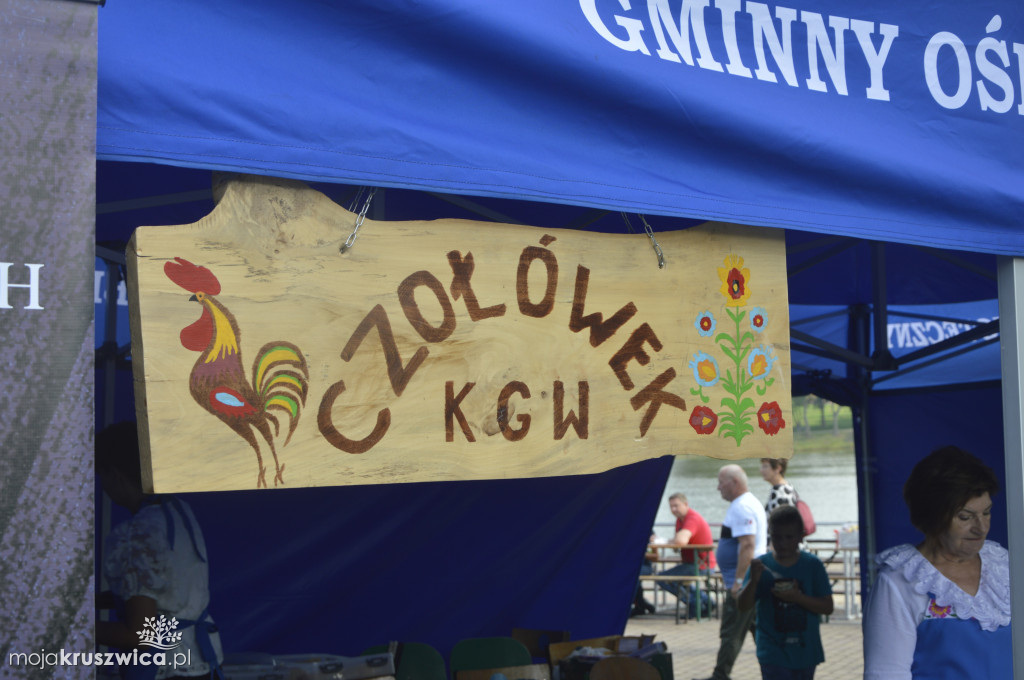 GMINNY OŚ
H
CZOŁÓWEK
KGW
mojakruszwica.pl